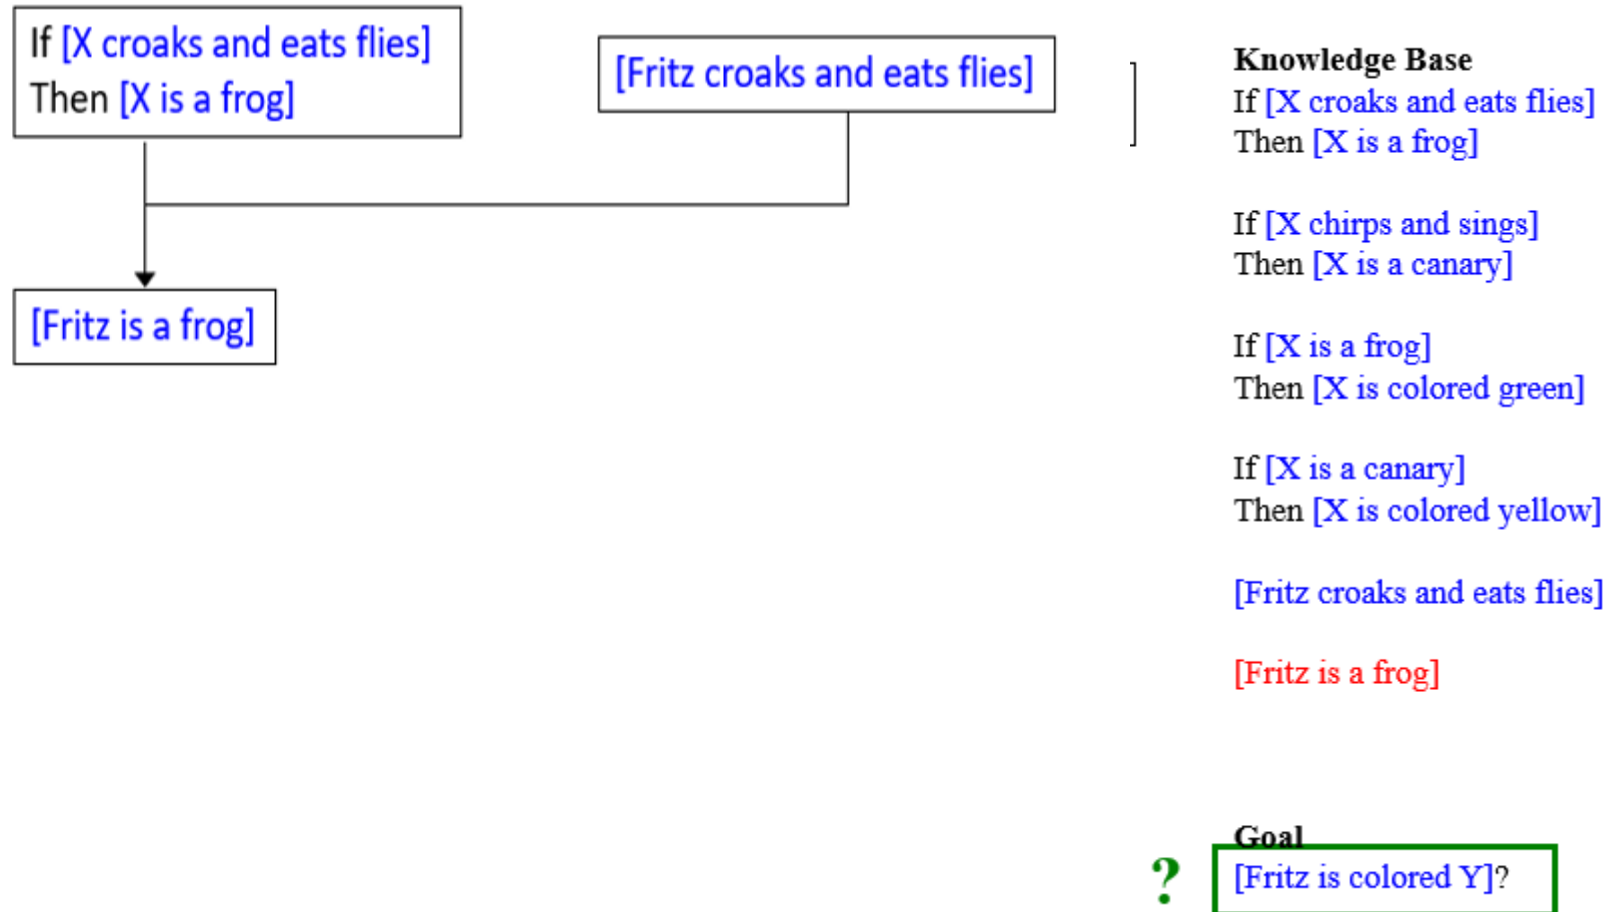 If [X croaks and eats flies]
Then [X is a frog]
[Fritz croaks and eats flies]
[Fritz is a frog]
Knowledge Base
If [X croaks and eats flies]
Then [X is a frog]
If [X chirps and sings]
Then [X is a canary]
If [X is a frog]
Then [X is colored green]
If [X is a canary]
Then [X is colored yellow]
[Fritz croaks and eats flies]
[Fritz is a frog]
Goal
? [Fritz is colored Y]?